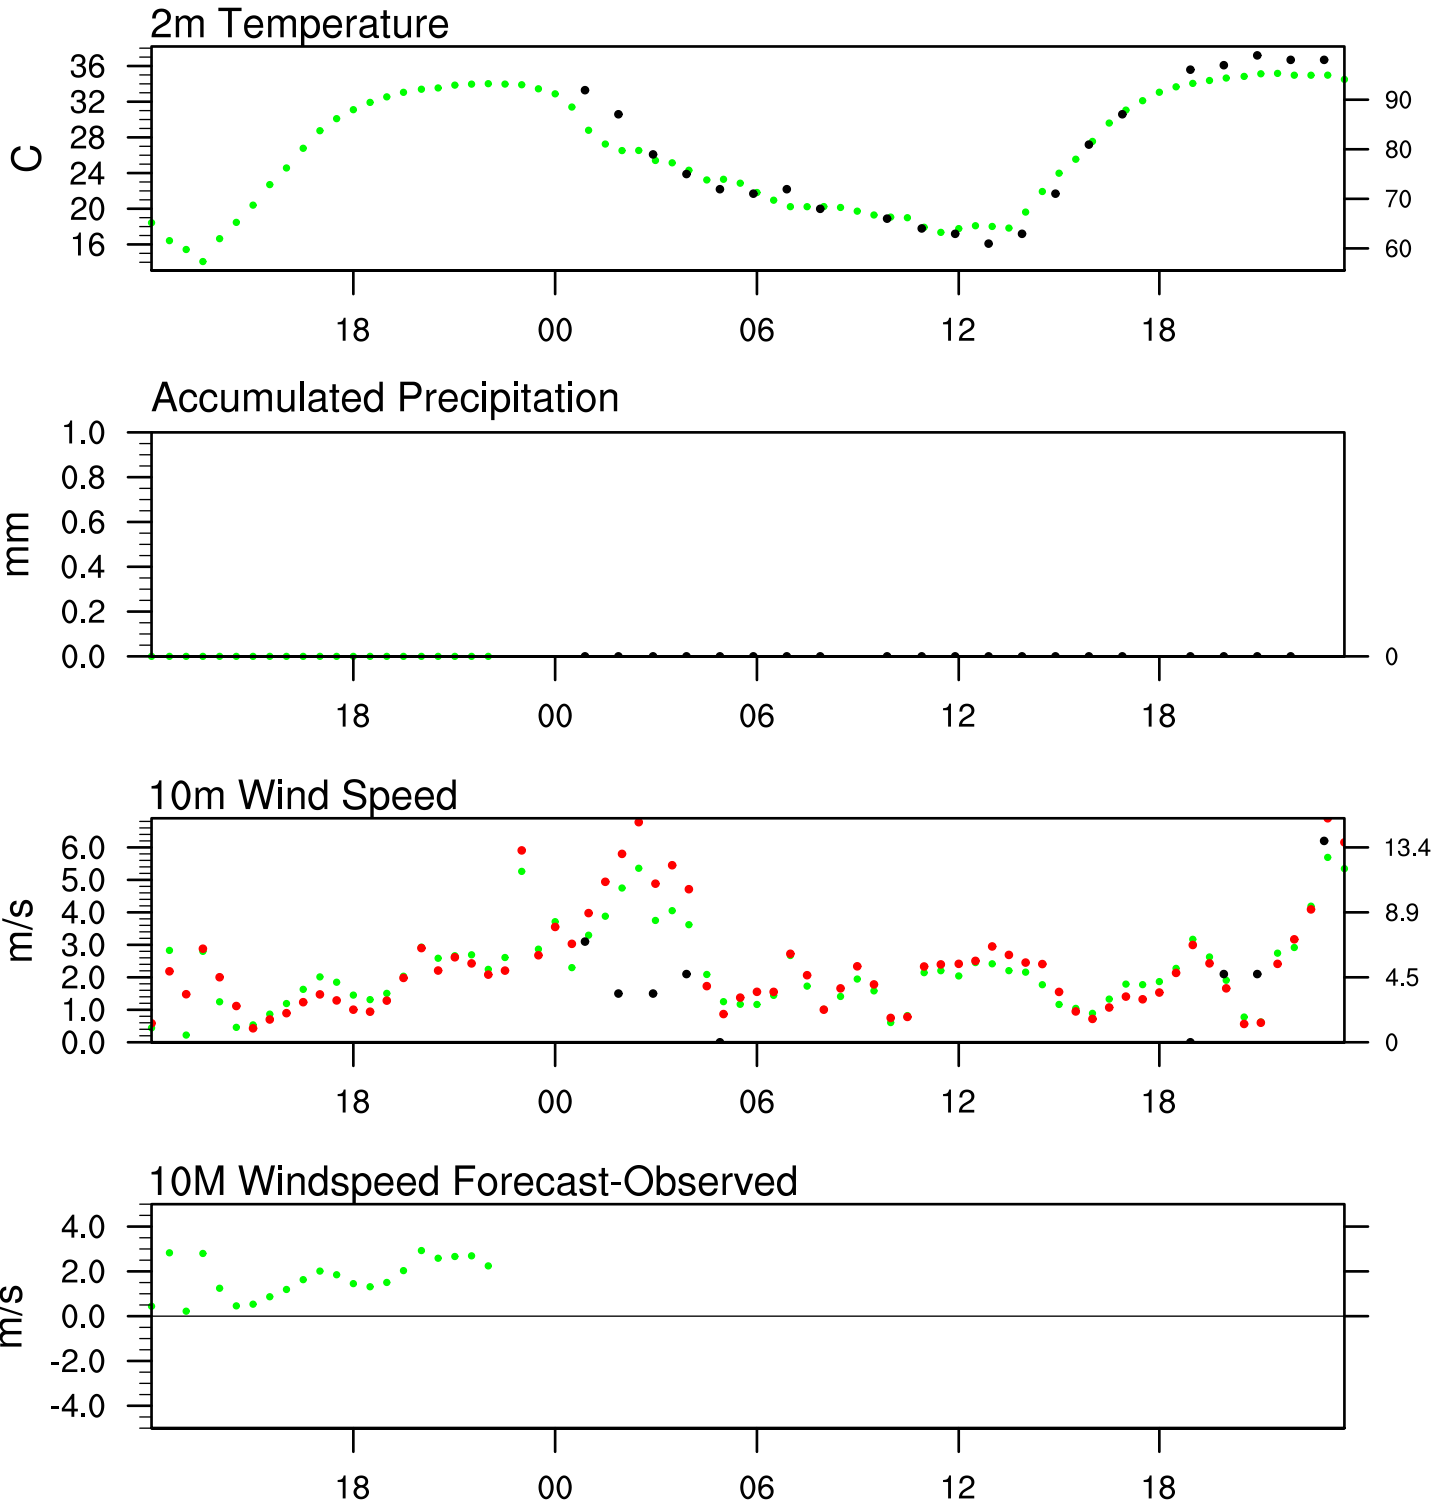 2m Temperature
36
32
28
24
20
16
C
90
80
70
60
18 00 06 12 18
Accumulated Precipitation
1.0
0.8
0.6
0.4
0.2
0.0
mm
0
18 00 06 12 18
10m Wind Speed
6.0
5.0
4.0
3.0
2.0
1.0
0.0
m/s
13.4
8.9
4.5
0
18 00 06 12 18
10M Windspeed Forecast-Observed
4.0
2.0
0.0
-2.0
-4.0
m/s
18 00 06 12 18